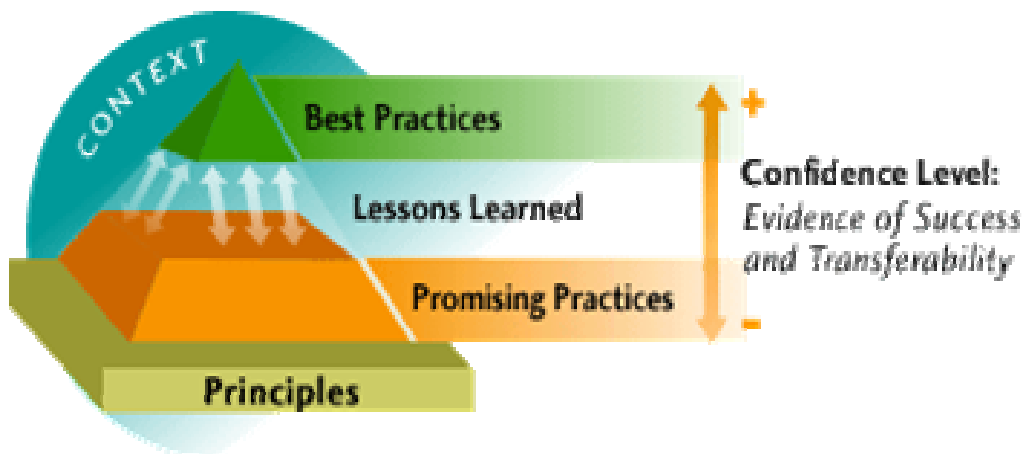 CONTEXT
Best Practices
Lessons Learned
Promising Practices
Principles
+
Confidence Level:
Evidence of Success
and Transferability
-